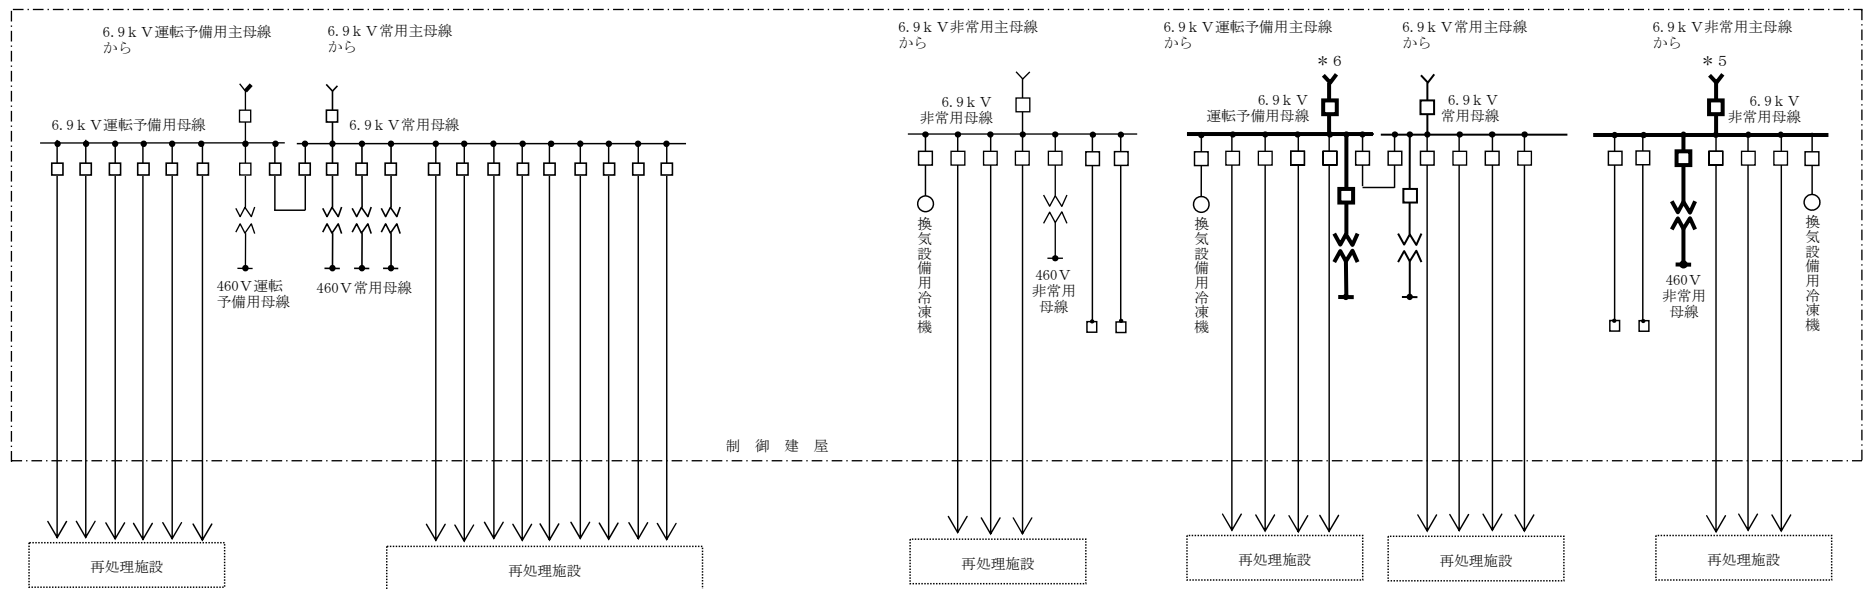 6.9kV運転予備用主母線
から
6.9kV常用主母線
から
6.9kV運転予備用母線
6.9kV常用母線
460V運転
予備用母線
460V常用母線
6.9kV非常用主母線
から
6.9kV
非常用母線
換気設備用冷凍機
460V
非常用
母線
6.9kV運転予備用主母線
から
*6
6.9kV
運転予備用母線
換気設備用冷凍機
6.9kV常用主母線
から
6.9kV
常用母線
6.9kV非常用主母線
から
*5
6.9kV
非常用母線
460V
非常用
母線
換気設備用冷凍機
制御建屋
再処理施設
再処理施設
再処理施設
再処理施設
再処理施設
再処理施設